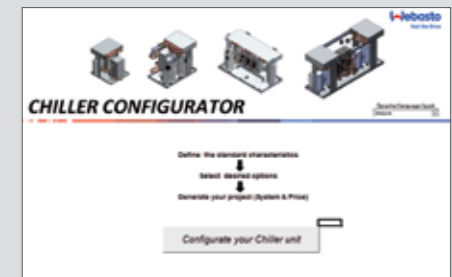 Webasto
Feel the Drive
CHILLER CONFIGURATOR
Define the standard characteristics
Select desired options
Generate your project (System & Price)
Configurate your Chiller unit